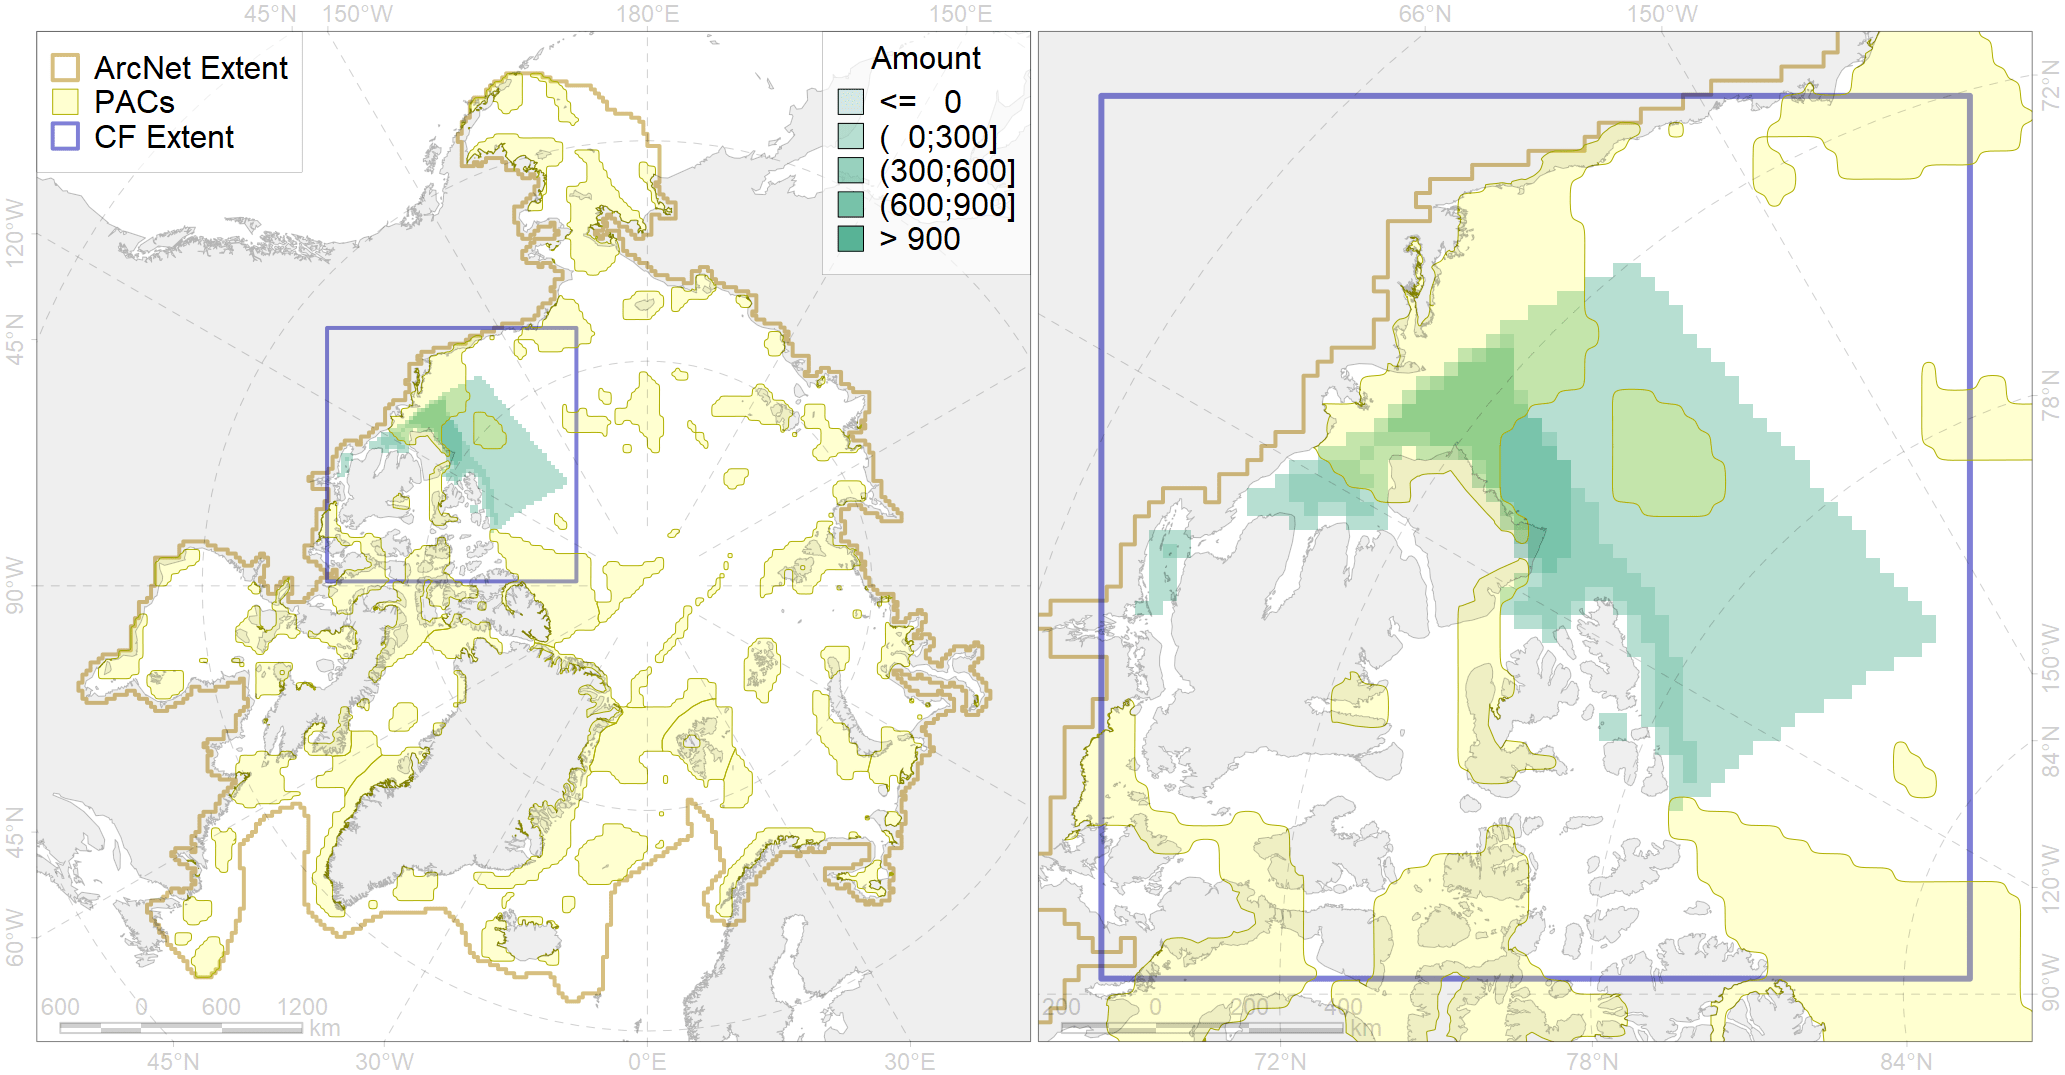 45°N 150°W 180°E 150°E 66°N 150°W
ArcNet Extent
PACs
CF Extent
Amount
<= 0
( 0;300]
(300;600]
(600;900]
> 900
120°W
45°N
90°W
45°N
60°W
72°N
78°N
150°W
84°N
120°W
90°W
600 0 600 1200
km
200 0 200 400
km
45°N 30°W 0°E 30°E 72°N 78°N 84°N